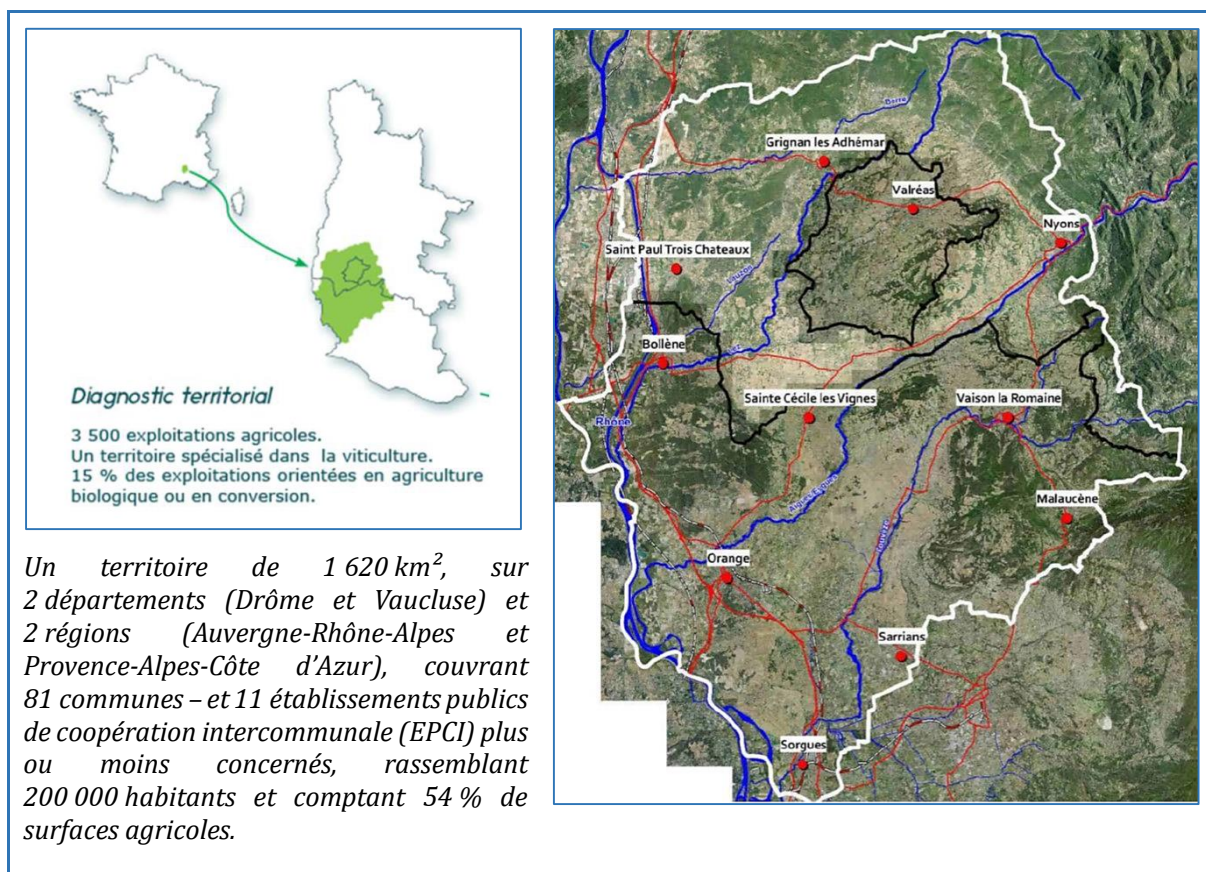 Diagnostic territorial
3 500 exploitations agricoles.
Un territoire spécialisé dans la viticulture.
15 % des exploitations orientées en agriculture
biologique ou en conversion.
Un territoire de 1 620 km², sur
2 départements (Drôme et Vaucluse) et
2 régions (Auvergne-Rhône-Alpes et
Provence-Alpes-Côte d’Azur), couvrant
81 communes – et 11 établissements publics
de coopération intercommunale (EPCI) plus
ou moins concernés, rassemblant
200 000 habitants et comptant 54 % de
surfaces agricoles.
Berre
Grignan les Adhémar
Valréas
Nyons
Saint Paul Trois Chateaux
Lauzon
Bollène
Lez
Sainte Cécile les Vignes
Vaison la Romaine
Rhône
Malaucène
Orange
Sarrians
Sorgues